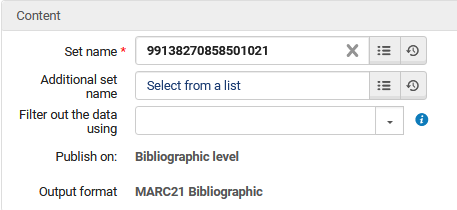 Content
Set name * 99138270858501021
Additional set name Select from a list
Filter out the data using
Publish on: Bibliographic level
Output format MARC21 Bibliographic